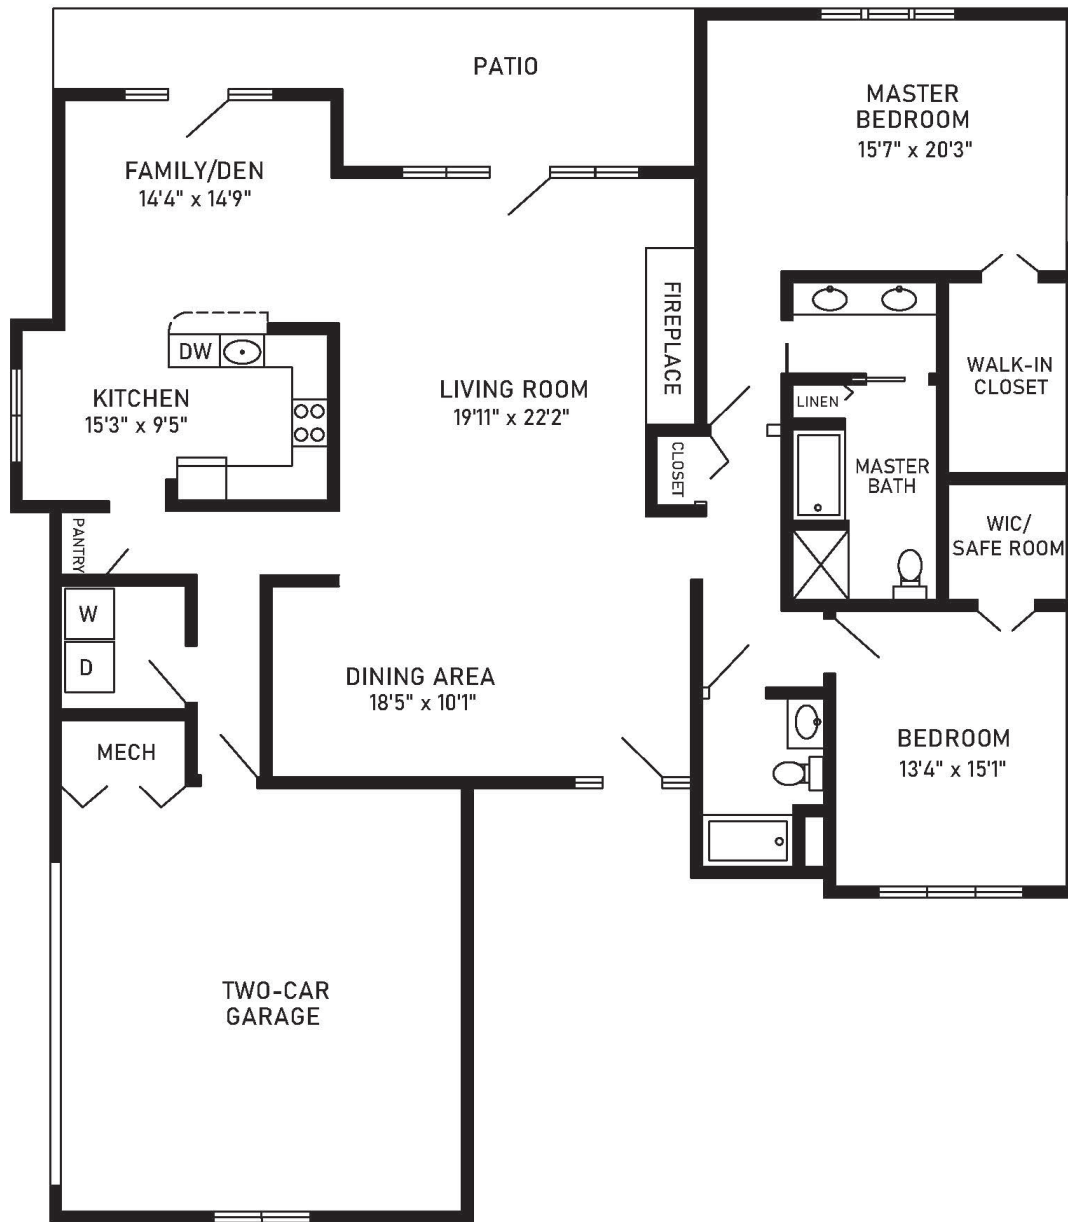 PATIO
MASTER
BEDROOM
15'7" x 20'3"
FAMILY/DEN
14'4" x 14'9"
FIREPLACE
DW
KITCHEN
15'3" x 9'5"
LIVING ROOM
19'11" x 22'2"
WALK-IN
CLOSET
LINEN
CLOSET
MASTER
BATH
WIC/
SAFE ROOM
PANTRY
W
D
DINING AREA
18'5" x 10'1"
MECH
BEDROOM
13'4" x 15'1"
TWO-CAR
GARAGE